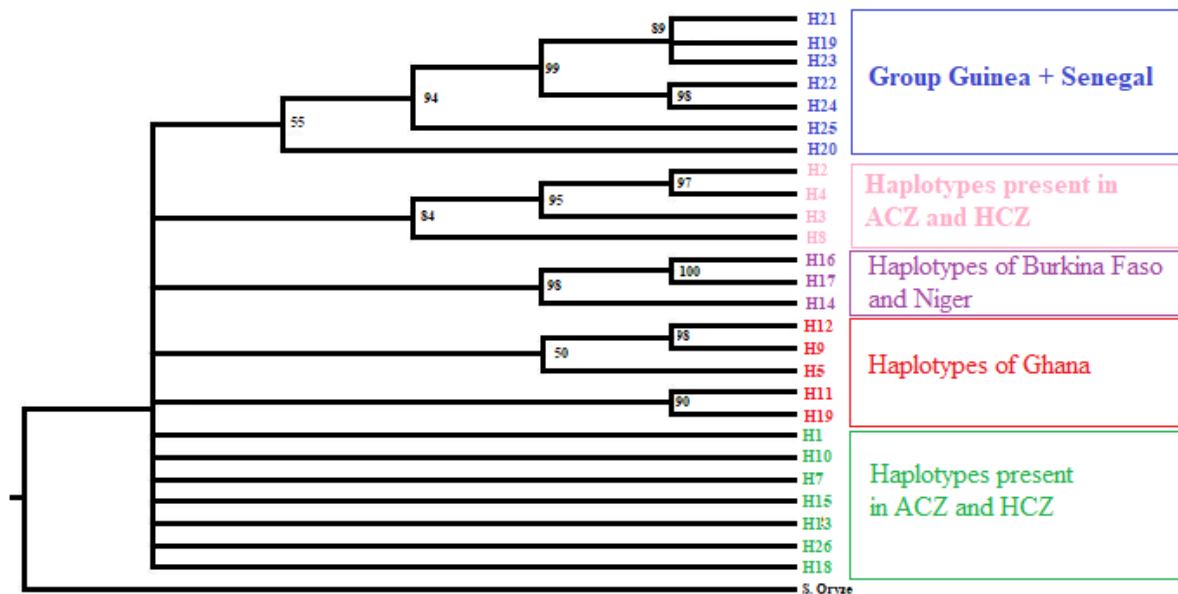 H21
89
H19
Group Guinea + Senegal
H23
99
H22
98
94
H24
55
H25
H20
H2
97
Haplotypes present in
H4
ACZ and HCZ
95
H3
84
H8
H16
Haplotypes of Burkina Faso
100
H17
and Niger
98
H14
H12
98
H9
50
Haplotypes of Ghana
H5
H11
90
H19
H1
H10
Haplotypes present
H7
in ACZ and HCZ
H15
H13
H26
H18
S. Oryze